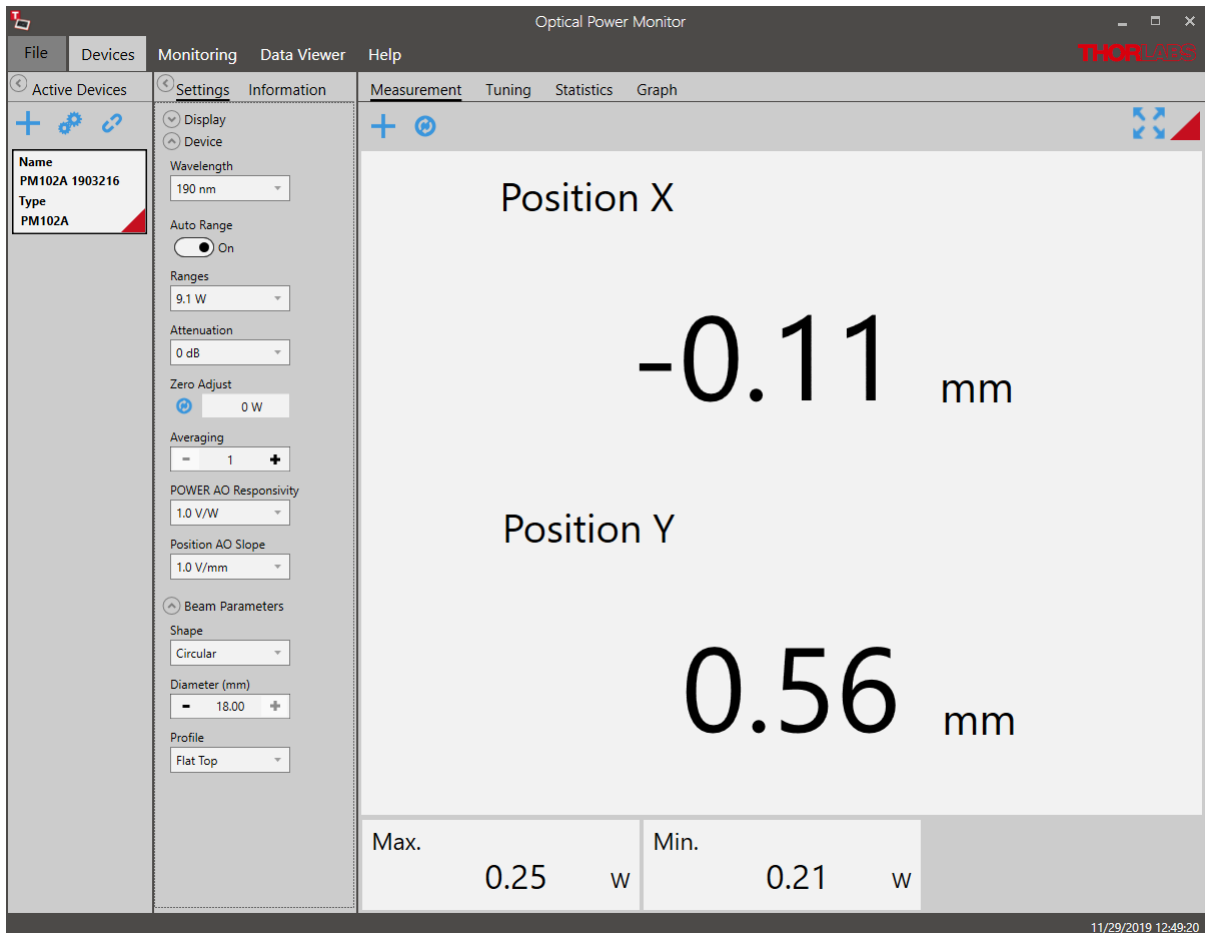 Optical Power Monitor
File Devices Monitoring Data Viewer Help
THORLABS
Active Devices
Name
PM102A 1903216
Type
PM102A
Settings Information
Display
Device
Wavelength
190 nm
Auto Range
On
Ranges
9.1 W
Attenuation
0 dB
Zero Adjust
0 W
Averaging
- 1 +
POWER AO Responsivity
1.0 V/W
Position AO Slope
1.0 V/mm
Beam Parameters
Shape
Circular
Diameter (mm)
- 18.00 +
Profile
Flat Top
Measurement Tuning Statistics Graph
Position X
-0.11 mm
Position Y
0.56 mm
Max.
0.25 W
Min.
0.21 W
11/29/2019 12:49:20